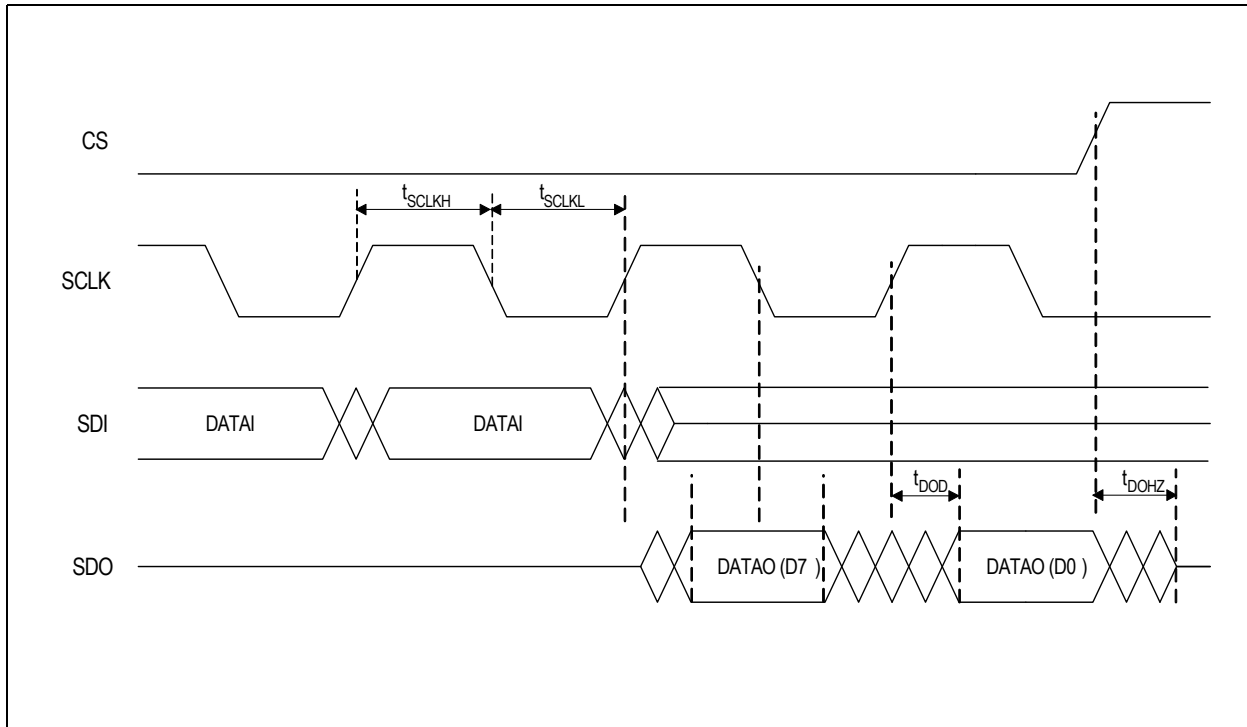 CS
tSCLKH
tSCLKL
SCLK
SDI
DATAI
DATAI
tDOD
tDOHZ
SDO
DATAO (D7 )
DATAO (D0 )